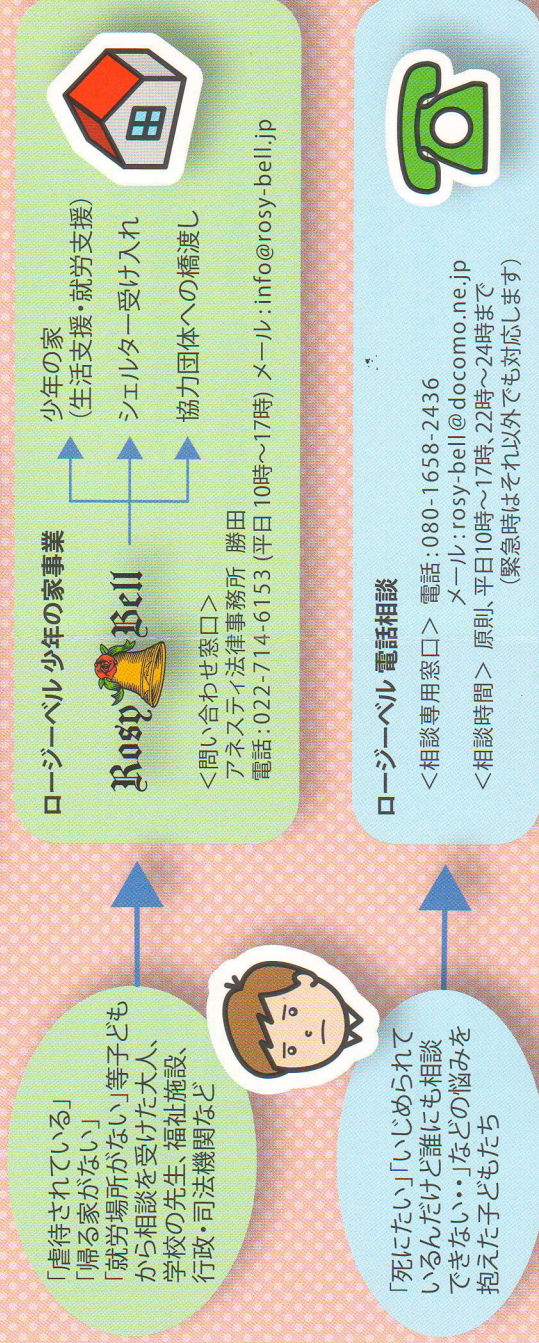 「虐待されている」
「帰る家がない」
「就労場所がない」等子ども
から相談を受けた大人、
学校の先生、福祉施設、
行政・司法機関など
ロージーベル 少年の家事業
Rosy Bell
少年の家
(生活支援・就労支援)
シェルター受け入れ
協力団体への橋渡し
＜問い合わせ窓口＞
アネスティ法律事務所 勝田
電話:022-714-6153 (平日 10時～17時) メール:info@rosy-bell.jp
「死にたい」「いじめられて
いるんだけど誰にも相談
できない・・」などの悩みを
抱えた子どもたち
ロージーベル 電話相談
＜相談専用窓口＞ 電話:080-1658-2436
メール:rosy-bell@docomo.ne.jp
＜相談時間＞ 原則、平日10時～17時、22時～24時まで
(緊急時はそれ以外でも対応します)